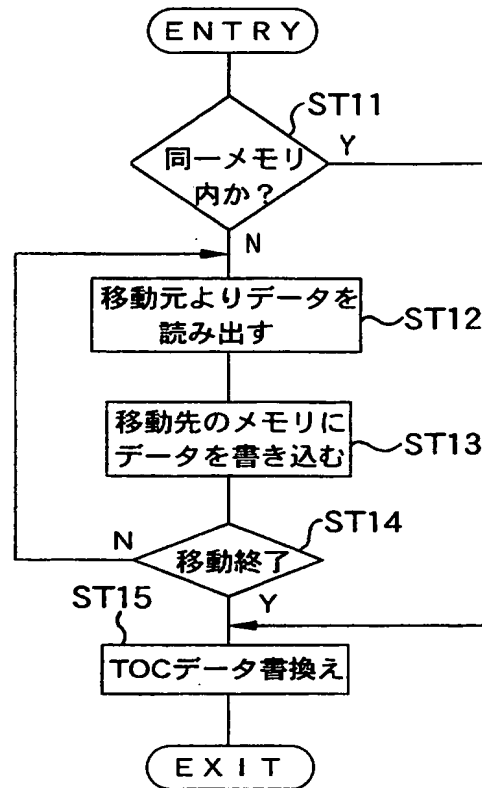 ENTRY
ST11
同一メモリ
内か?
Y
N
移動元よりデータを
読み出す
ST12
移動先のメモリに
データを書き込む
ST13
ST14
N
移動終了
ST15
Y
TOCデータ書換え
EXIT